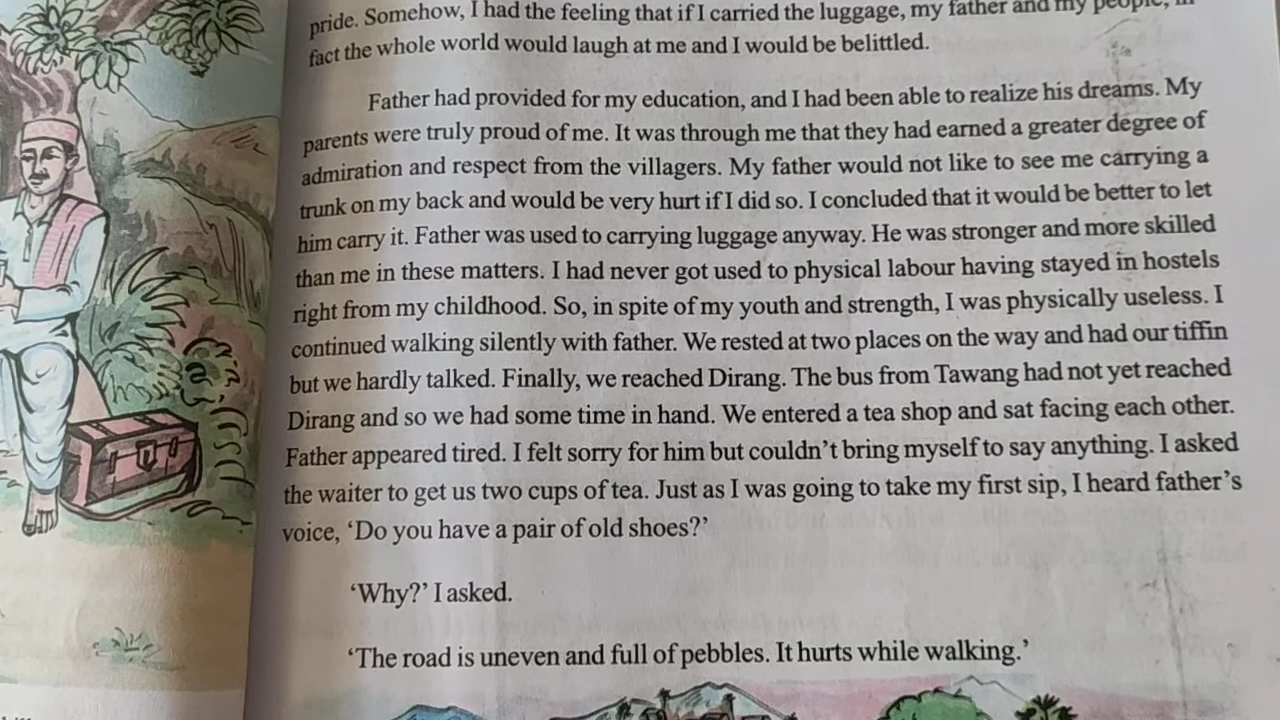 pride. Somehow, I had the feeling that if I carried the luggage, my father and my people, in
fact the whole world would laugh at me and I would be belittled.
Father had provided for my education, and I had been able to realize his dreams. My
parents were truly proud of me. It was through me that they had earned a greater degree of
admiration and respect from the villagers. My father would not like to see me carrying a
trunk on my back and would be very hurt if I did so. I concluded that it would be better to let
him carry it. Father was used to carrying luggage anyway. He was stronger and more skilled
than me in these matters. I had never got used to physical labour having stayed in hostels
right from my childhood. So, in spite of my youth and strength, I was physically useless. I
continued walking silently with father. We rested at two places on the way and had our tiffin
but we hardly talked. Finally, we reached Dirang. The bus from Tawang had not yet reached
Dirang and so we had some time in hand. We entered a tea shop and sat facing each other.
Father appeared tired. I felt sorry for him but couldn’t bring myself to say anything. I asked
the waiter to get us two cups of tea. Just as I was going to take my first sip, I heard father’s
voice, ‘Do you have a pair of old shoes?’
‘Why?’ I asked.
‘The road is uneven and full of pebbles. It hurts while walking.’